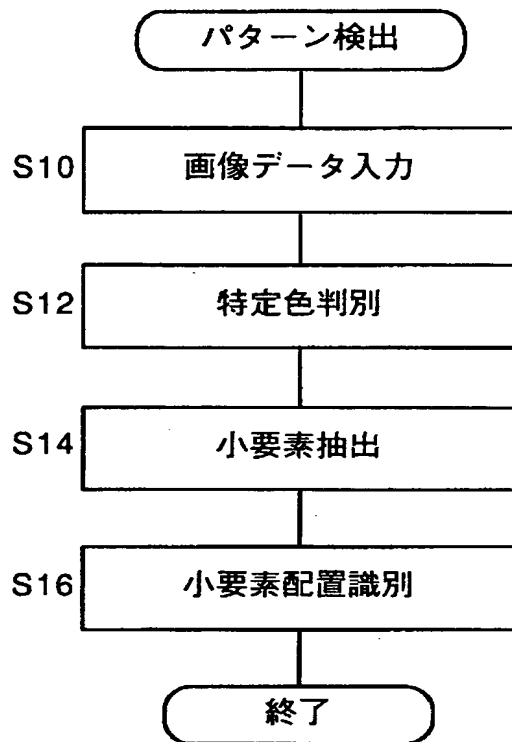 パターン検出
S10 画像データ入力
S12 特定色判別
S14 小要素抽出
S16 小要素配置識別
終了